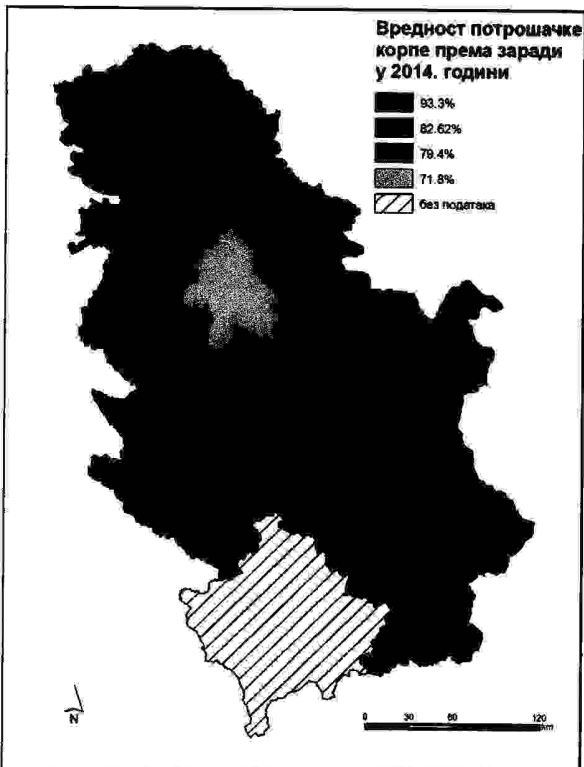 Вредност потрошачке
корпе према заради
у 2014. години
93.3%
82.62%
79.4%
71.8%
без података
N
0 30 60 120
km